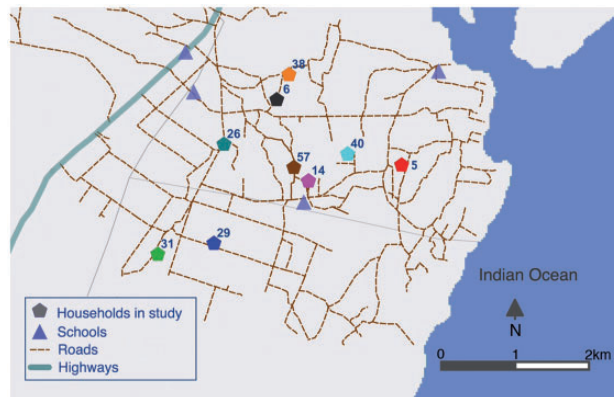 38
6
26
40
57
5
14
29
31
Indian Ocean
N
Households in study
Schools
Roads
Highways
0 1 2km